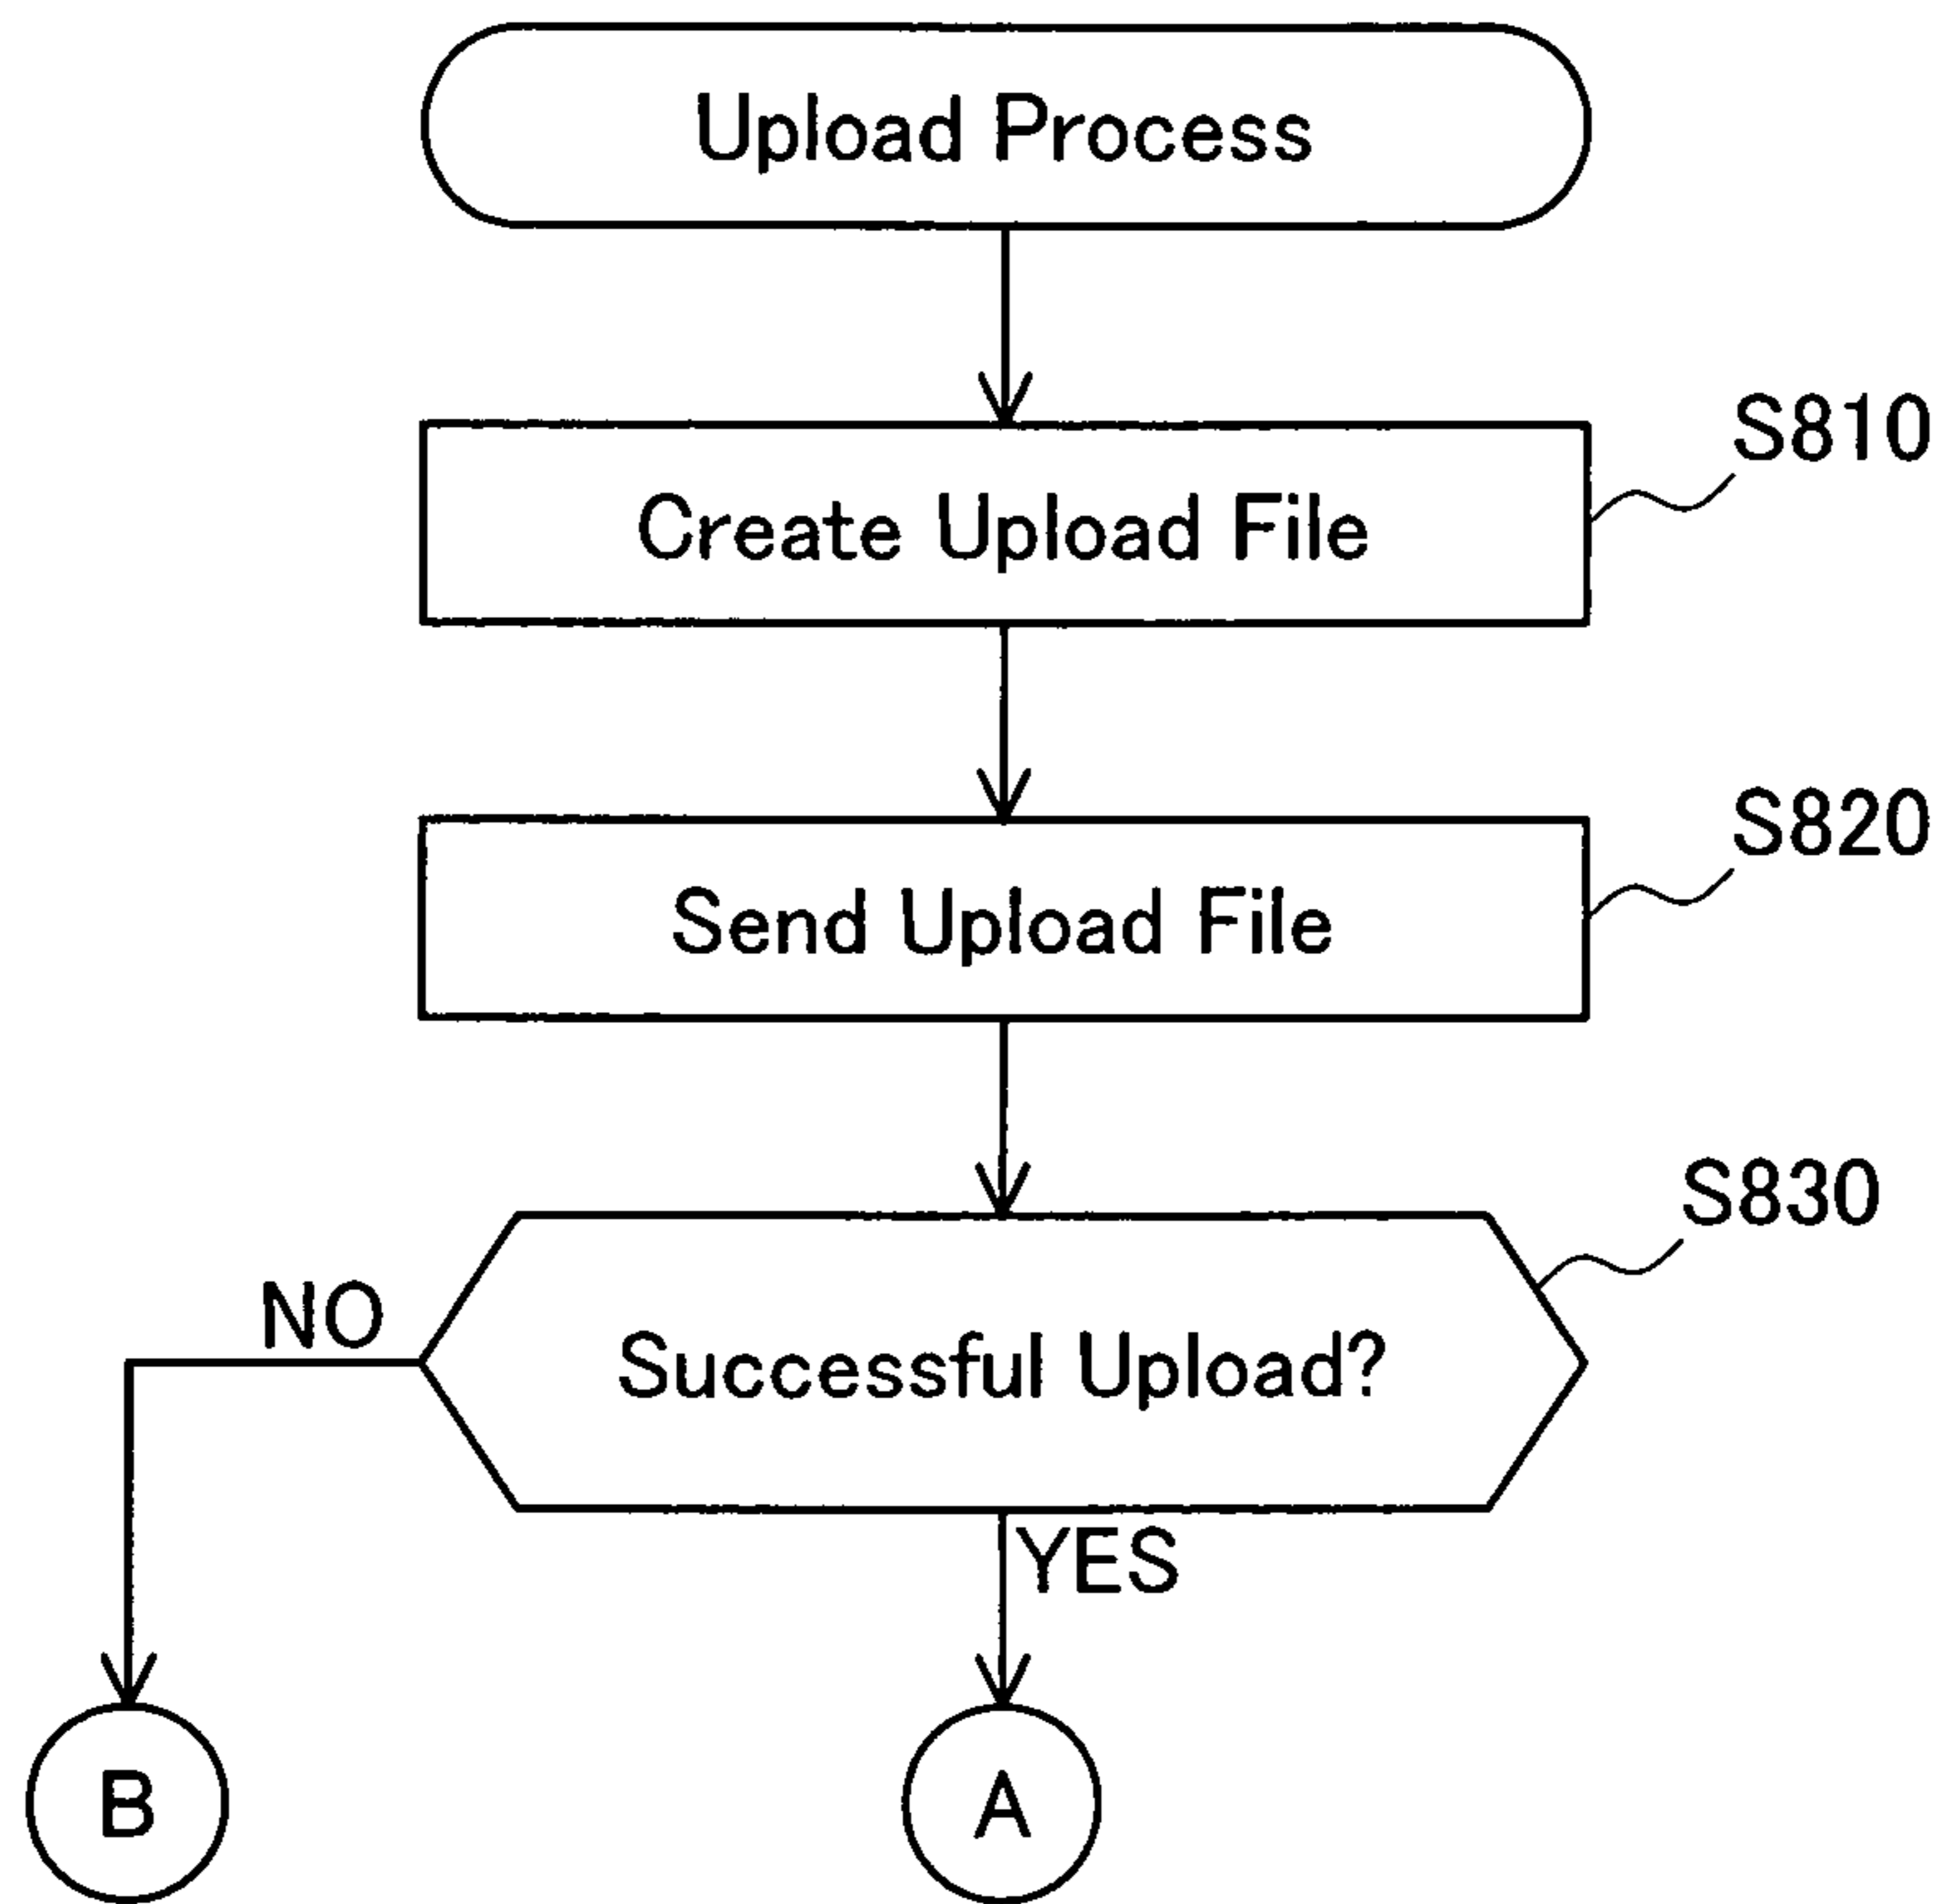 Upload Process
S810
Create Upload File
S820
Send Upload File
S830
NO
Successful Upload?
YES
B
A